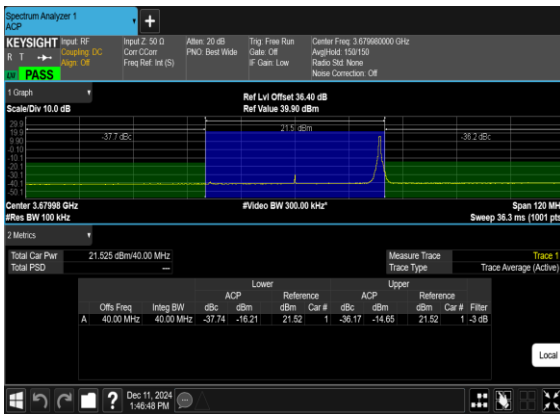 Spectrum Analyzer 1
ACP
+
KEYSIGHT Input: RF Input Z: 50 Ω Atten: 20 dB Trig: Free Run Center Freq: 3.679980000 GHz
R T Coupling: DC Corr CCorr PNO: Best Wide Gate: Off Avg|Hold: 150/150
Align: Off Freq Ref: Int (S) IF Gain: Low Radio Std: None
LXI PASS Noise Correction: Off
1 Graph
Ref Lvl Offset 36.40 dB
Scale/Div 10.0 dB Ref Value 39.90 dBm
29.9
19.9
9.90
-0.10
-10.1
-20.1
-30.1
-40.1
-50.1
-37.7 dBc
21.5 dBm
-36.2 dBc
Center 3.67998 GHz #Video BW 300.00 kHz* Span 120 MH
#Res BW 100 kHz Sweep 36.3 ms (1001 pts
2 Metrics
Total Car Pwr 21.525 dBm/40.00 MHz Measure Trace Trace 1
Total PSD --- Trace Type Trace Average (Active)
Lower Upper
ACP Reference ACP Reference
Offs Freq Integ BW dBc dBm dBm Car # dBc dBm dBm Car # Filter
A 40.00 MHz 40.00 MHz -37.74 -16.21 21.52 1 -36.17 -14.65 21.52 1 -3 dB
Local
?
Dec 11, 2024
1:46:48 PM